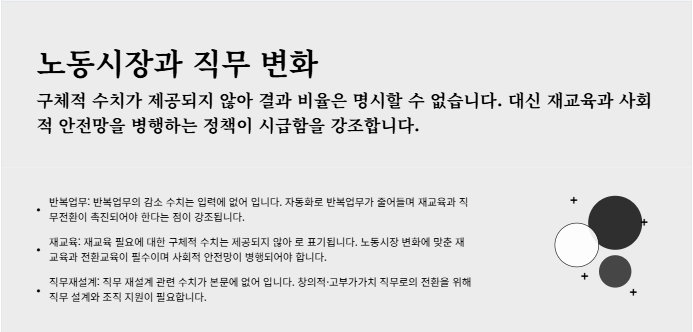 노동시장과 직무 변화
구체적 수치가 제공되지 않아 결과 비율은 명시할 수 없습니다. 대신 재교육과 사회
적 안전망을 병행하는 정책이 시급함을 강조합니다.
• 반복업무: 반복업무의 감소 수치는 입력에 없어 입니다. 자동화로 반복업무가 줄어들며 재교육과 직
무전환이 촉진되어야 한다는 점이 강조됩니다.
• 재교육: 재교육 필요에 대한 구체적 수치는 제공되지 않아 로 표기됩니다. 노동시장 변화에 맞춘 재
교육과 전환교육이 필수이며 사회적 안전망이 병행되어야 합니다.
• 직무재설계: 직무 재설계 관련 수치가 본문에 없어 입니다. 창의적·고부가가치 직무로의 전환을 위해
직무 설계와 조직 지원이 필요합니다.